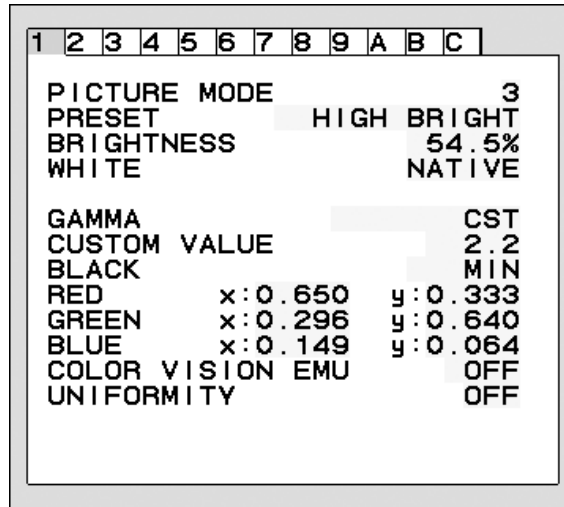 1 2 3 4 5 6 7 8 9 A B C
PICTURE MODE 3
PRESET HIGH BRIGHT
BRIGHTNESS 54.5%
WHITE NATIVE
GAMMA CST
CUSTOM VALUE 2.2
BLACK MIN
RED x:0.650 y:0.333
GREEN x:0.296 y:0.640
BLUE x:0.149 y:0.064
COLOR VISION EMU OFF
UNIFORMITY OFF